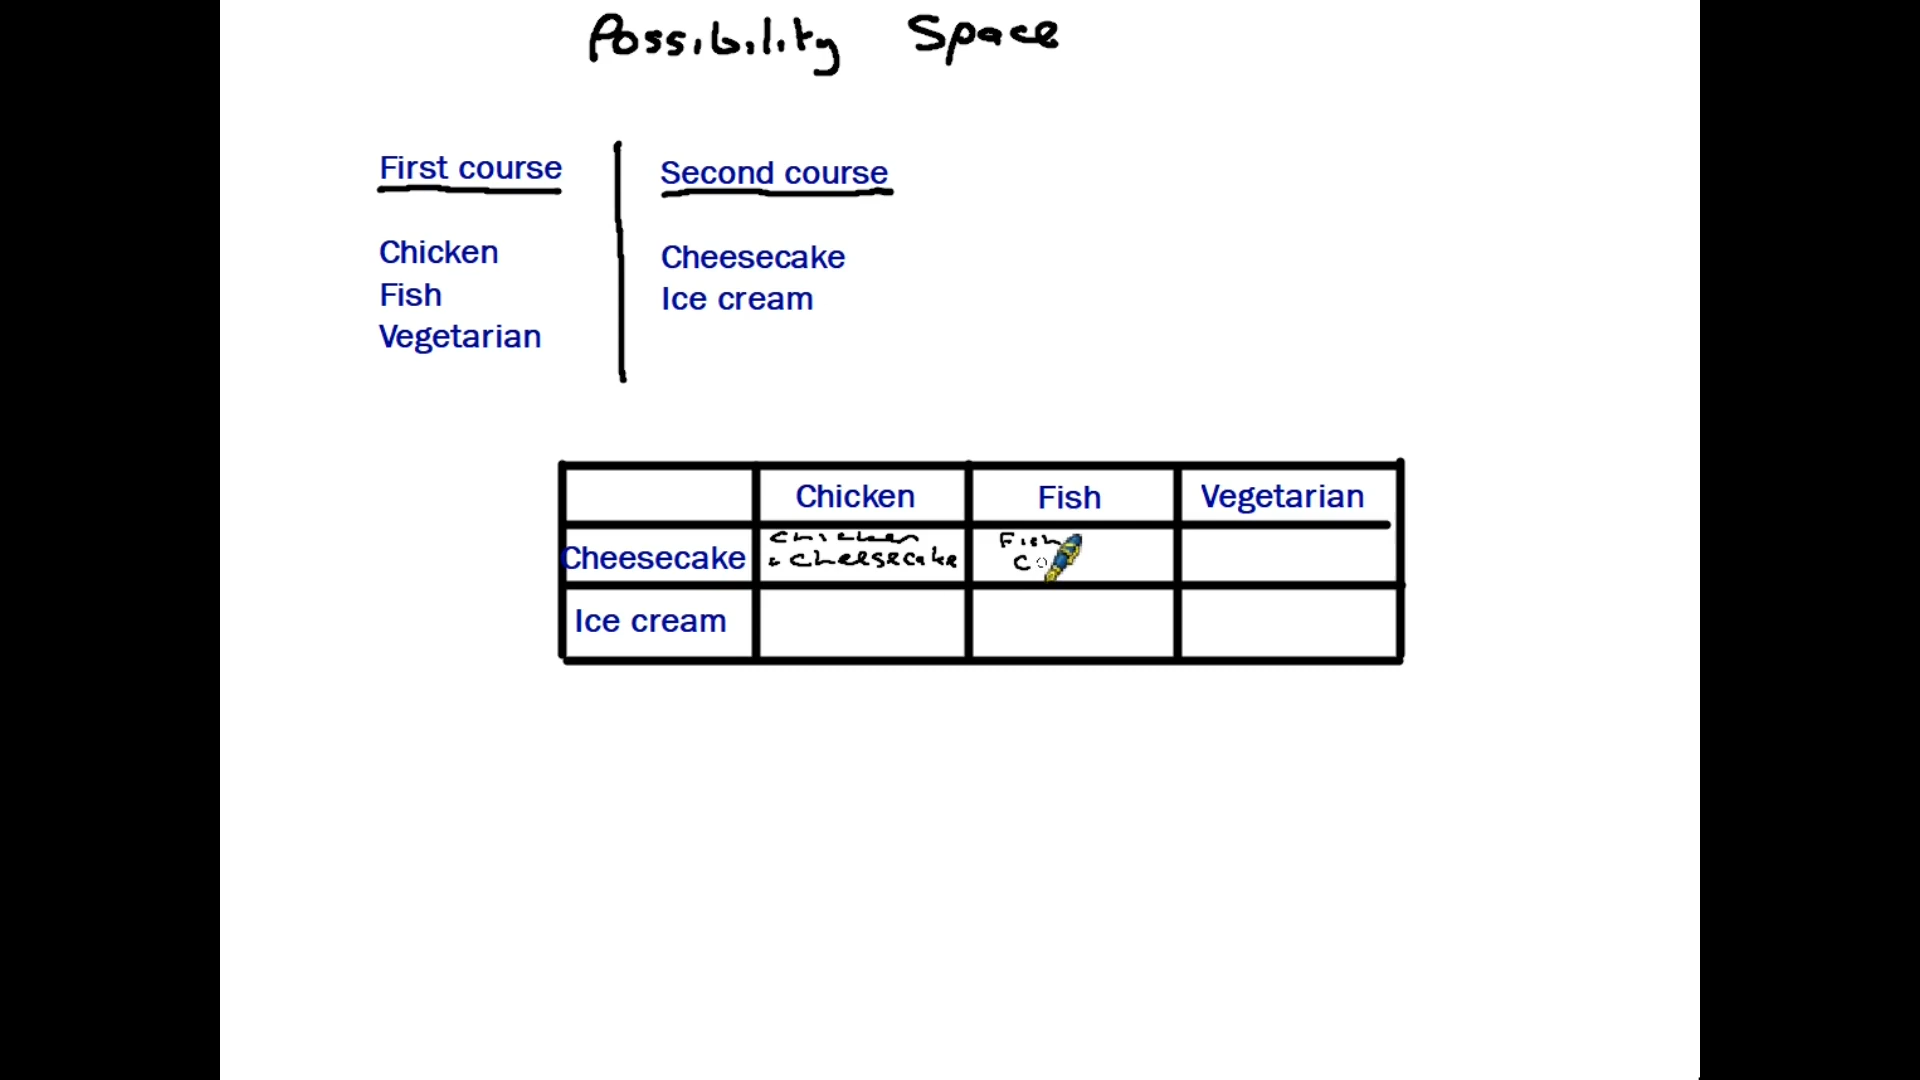 Possibility Space
First course
Second course
Chicken
Fish
Vegetarian
Cheesecake
Ice cream
Chicken Fish Vegetarian
Cheesecake
Chicken
+ cheesecake
Fish
C
Ice cream